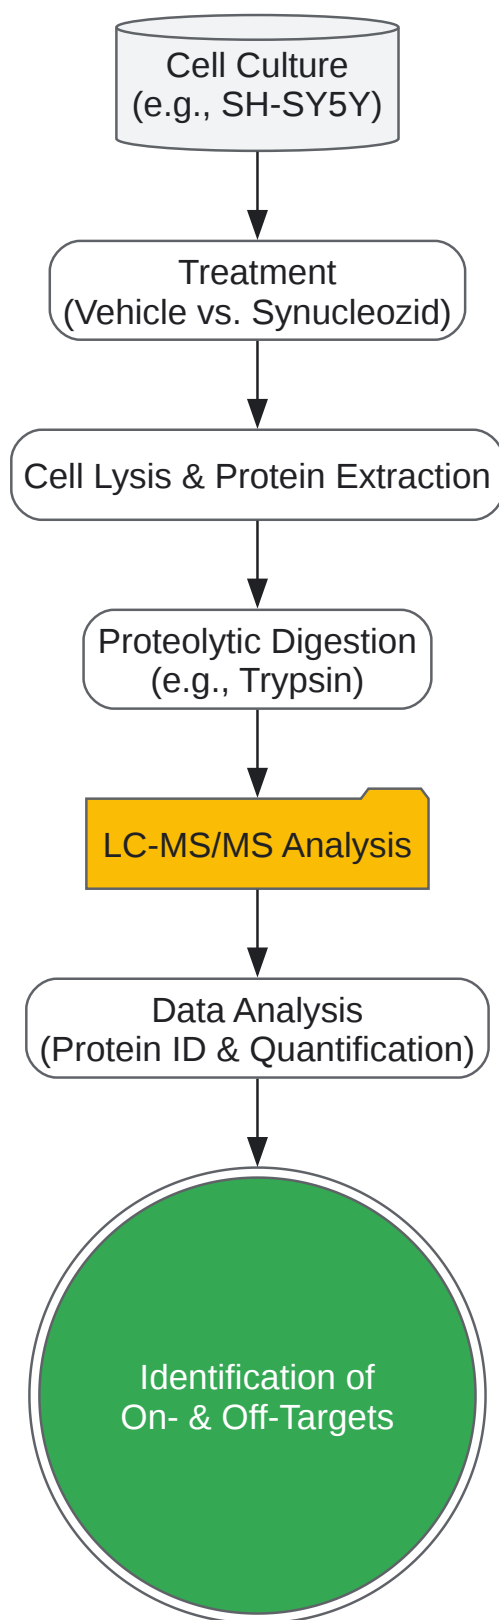 Cell Culture
(e.g., SH-SY5Y)
Treatment
(Vehicle vs. Synucleozid)
Cell Lysis & Protein Extraction
Proteolytic Digestion
(e.g., Trypsin)
LC-MS/MS Analysis
Data Analysis
(Protein ID & Quantification)
Identification of
On- & Off-Targets